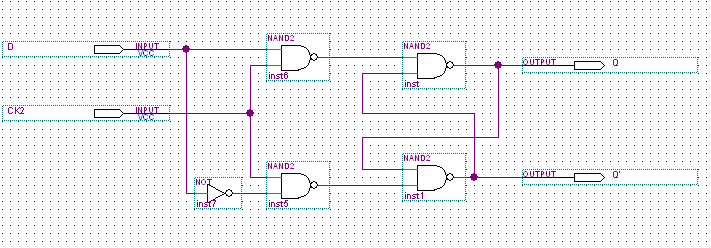 NAND2
NAND2
D
INPUT
VCC
OUTPUT
Q
inst6
inst
CK2
INPUT
VCC
NAND2
NAND2
NOT
OUTPUT
Q'
inst7
inst5
inst1